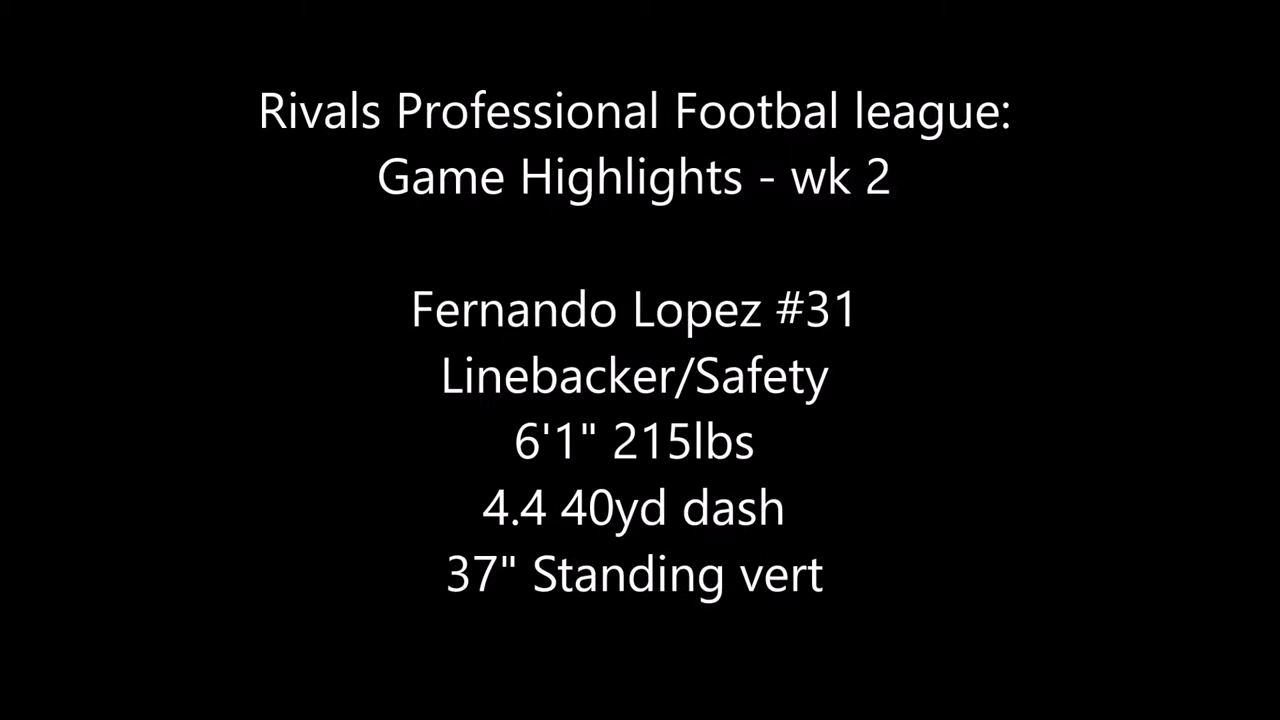 Rivals Professional Footbal league:
Game Highlights - wk 2
Fernando Lopez #31
Linebacker/Safety
6'1" 215lbs
4.4 40yd dash
37" Standing vert